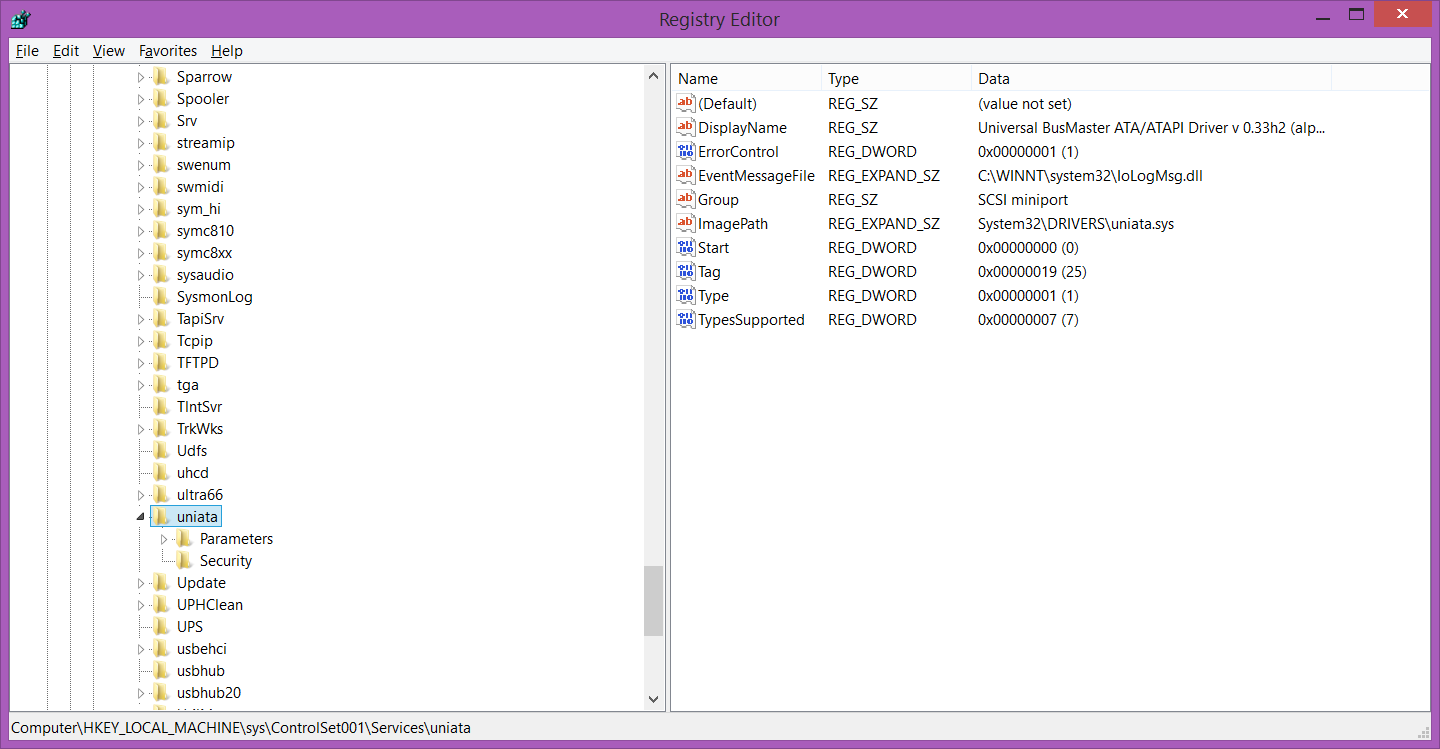 Registry Editor
File Edit View Favorites Help
Sparrow
Spooler
Srv
streamip
swenum
swmidi
sym_hi
symc810
symc8xx
sysaudio
SysmonLog
TapiSrv
Tcpip
TFTPD
tga
TlntSvr
TrkWks
Udfs
uhcd
ultra66
uniata
Parameters
Security
Update
UPHClean
UPS
usbehci
usbhub
usbhub20
Name Type Data
(Default) REG_SZ (value not set)
DisplayName REG_SZ Universal BusMaster ATA/ATAPI Driver v 0.33h2 (alp...
ErrorControl REG_DWORD 0x00000001 (1)
EventMessageFile REG_EXPAND_SZ C:\WINNT\system32\IoLogMsg.dll
Group REG_SZ SCSI miniport
ImagePath REG_EXPAND_SZ System32\DRIVERS\uniata.sys
Start REG_DWORD 0x00000000 (0)
Tag REG_DWORD 0x00000019 (25)
Type REG_DWORD 0x00000001 (1)
TypesSupported REG_DWORD 0x00000007 (7)
Computer\HKEY_LOCAL_MACHINE\sys\ControlSet001\Services\uniata